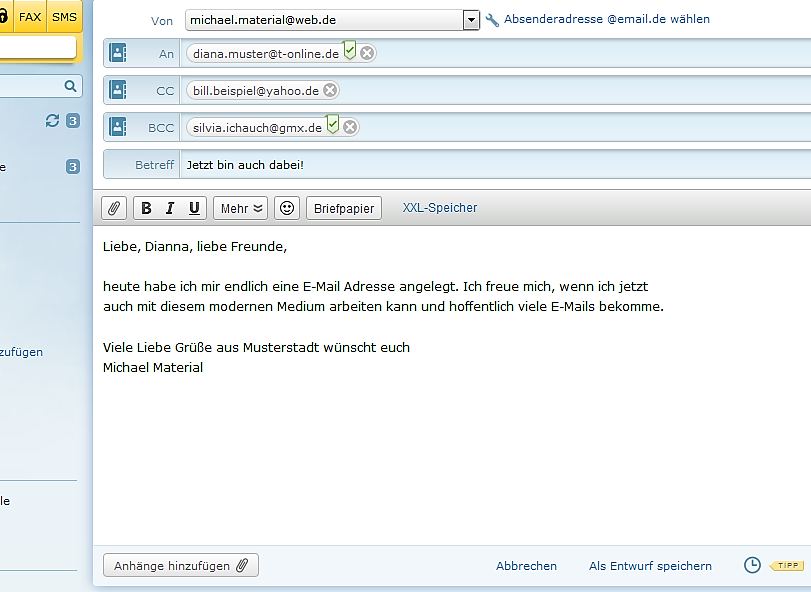 FAX SMS
Von michael.material@web.de Absenderadresse @email.de wählen
An diana.muster@t-online.de
CC bill.beispiel@yahoo.de
3
BCC silvia.ichauch@gmx.de
e 3 Betreff Jetzt bin auch dabei!
B I U Mehr Briefpapier XXL-Speicher
Liebe, Dianna, liebe Freunde,
heute habe ich mir endlich eine E-Mail Adresse angelegt. Ich freue mich, wenn ich jetzt
auch mit diesem modernen Medium arbeiten kann und hoffentlich viele E-Mails bekomme.
Viele Liebe Grüße aus Musterstadt wünscht euch
zufügen
Michael Material
le
Anhänge hinzufügen Abbrechen Als Entwurf speichern TIPP